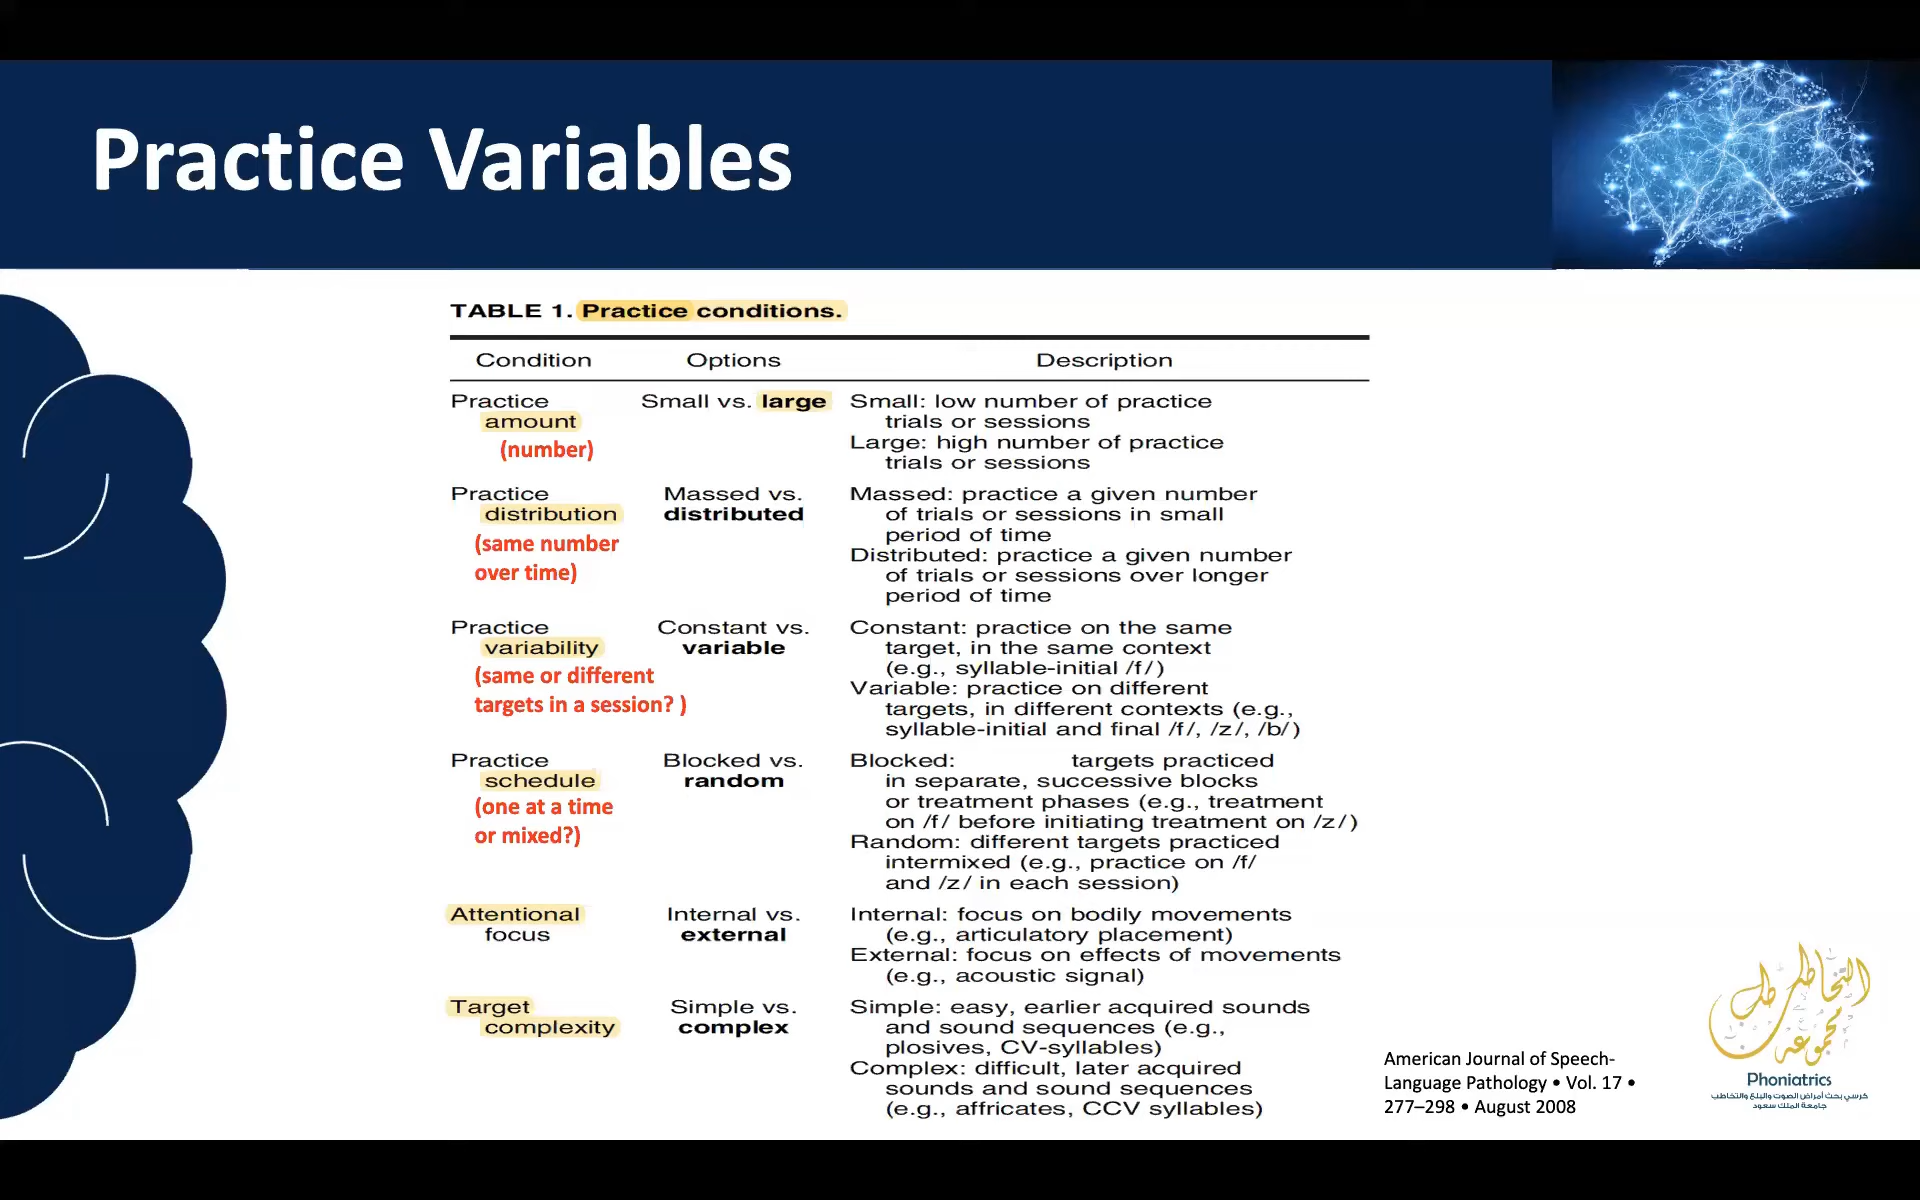 Practice Variables
TABLE 1. Practice conditions.
Condition Options Description
Practice amount
(number)
Small vs. large
Small: low number of practice
trials or sessions
Large: high number of practice
trials or sessions
Practice
distribution
(same number
over time)
Massed vs.
distributed
Massed: practice a given number
of trials or sessions in small
period of time
Distributed: practice a given number
of trials or sessions over longer
period of time
Practice
variability
(same or different
targets in a session? )
Constant vs.
variable
Constant: practice on the same
target, in the same context
(e.g., syllable-initial /f/)
Variable: practice on different
targets, in different contexts (e.g.,
syllable-initial and final /f/, /z/, /b/)
Practice
schedule
(one at a time
or mixed?)
Blocked vs.
random
Blocked: targets practiced
in separate, successive blocks
or treatment phases (e.g., treatment
on /f/ before initiating treatment on /z/)
Random: different targets practiced
intermixed (e.g., practice on /f/
and /z/ in each session)
Attentional
focus
Internal vs.
external
Internal: focus on bodily movements
(e.g., articulatory placement)
External: focus on effects of movements
(e.g., acoustic signal)
Target
complexity
Simple vs.
complex
Simple: easy, earlier acquired sounds
and sound sequences (e.g.,
plosives, CV-syllables)
Complex: difficult, later acquired
sounds and sound sequences
(e.g., affricates, CCV syllables)
American Journal of Speech-
Language Pathology • Vol. 17 •
277–298 • August 2008
Phoniatrics
كرسي بحث أمراض الصوت والبلع والتخاطب
جامعة الملك سعود